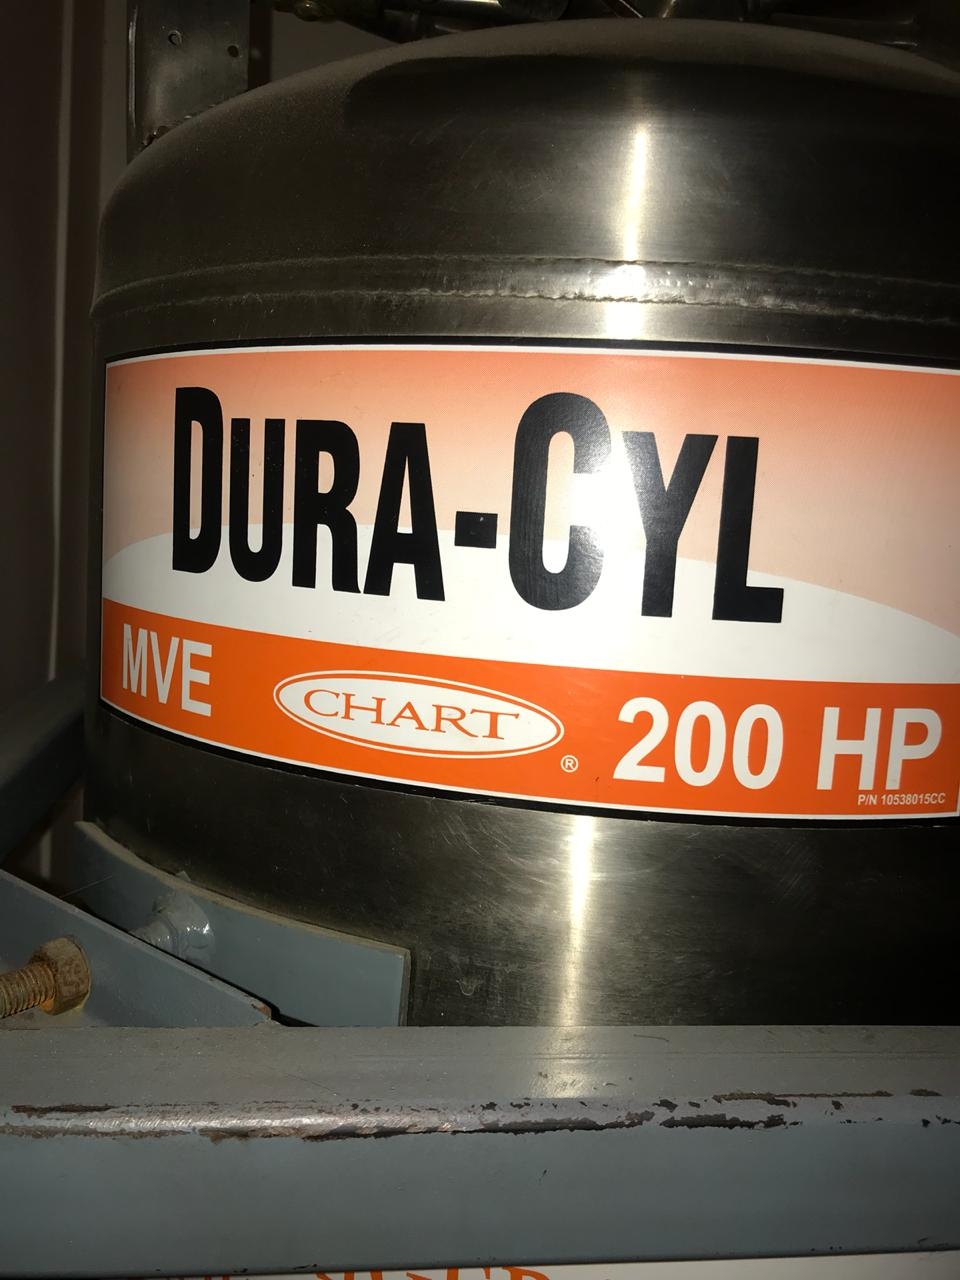 DURA-CYL
MVE
CHART
®
200 HP
P/N 10538015CC